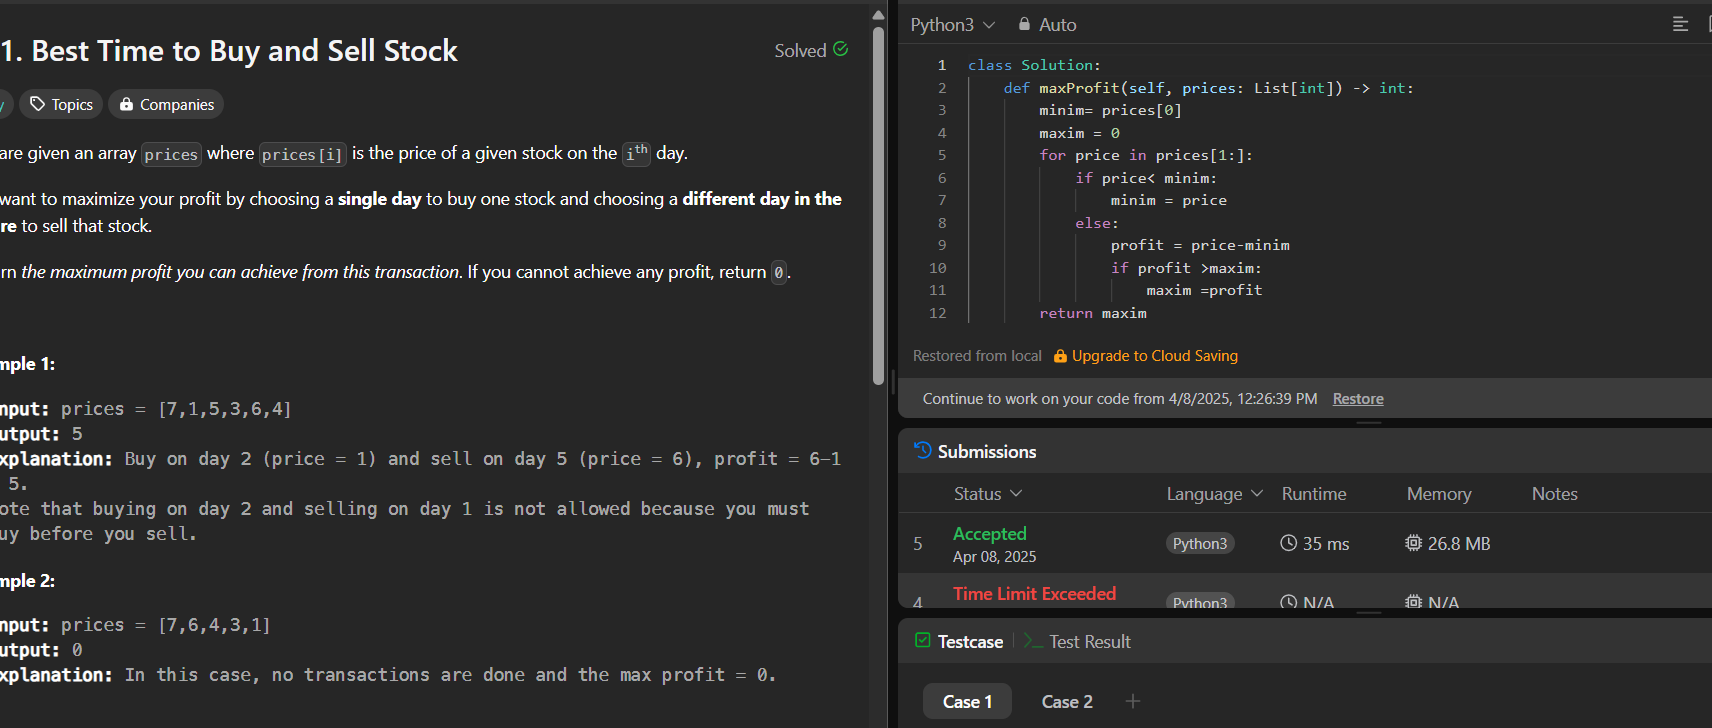 1. Best Time to Buy and Sell Stock
Solved
y
Topics
Companies
are given an array prices where prices[i] is the price of a given stock on the ith day.
want to maximize your profit by choosing a single day to buy one stock and choosing a different day in the
re to sell that stock.
rn the maximum profit you can achieve from this transaction. If you cannot achieve any profit, return 0.
mple 1:
nput: prices = [7,1,5,3,6,4]
utput: 5
xplanation: Buy on day 2 (price = 1) and sell on day 5 (price = 6), profit = 6-1
5.
ote that buying on day 2 and selling on day 1 is not allowed because you must
uy before you sell.
mple 2:
nput: prices = [7,6,4,3,1]
utput: 0
xplanation: In this case, no transactions are done and the max profit = 0.
Python3
Auto
1 class Solution:
2 def maxProfit(self, prices: List[int]) -> int:
3 minim= prices[0]
4 maxim = 0
5 for price in prices[1:]:
6 if price< minim:
7 minim = price
8 else:
9 profit = price-minim
10 if profit >maxim:
11 maxim =profit
12 return maxim
Restored from local Upgrade to Cloud Saving
Continue to work on your code from 4/8/2025, 12:26:39 PM Restore
Submissions
Status Language Runtime Memory Notes
5 Accepted Python3 35 ms 26.8 MB
Apr 08, 2025
4 Time Limit Exceeded Python3 N/A N/A
Testcase Test Result
Case 1 Case 2 +